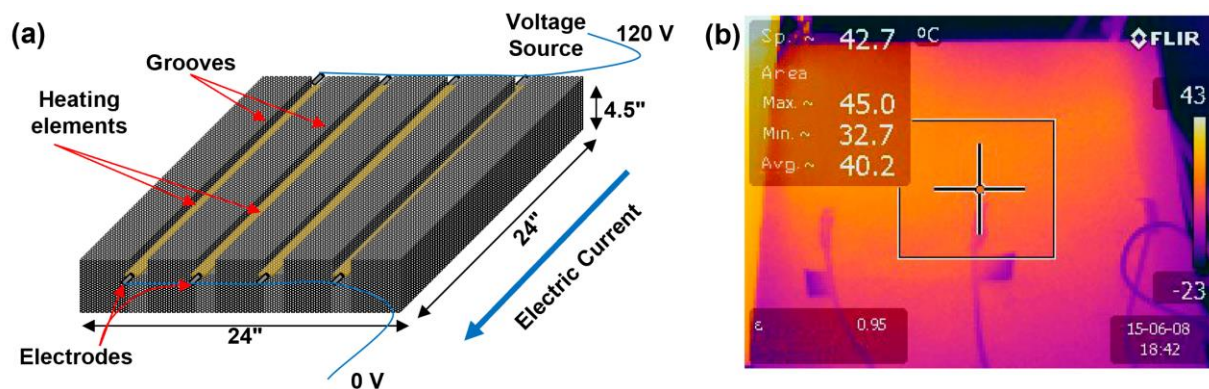 (a)
Voltage
Source
120 V
Grooves
Heating
elements
4.5"
24"
Electric Current
24"
Electrodes
0 V
(b)
Sp. ~ 42.7 °C
FLIR
Area
Max. ~ 45.0
Min. ~ 32.7
Avg. ~ 40.2
43
-23
ε 0.95
15-06-08
18:42